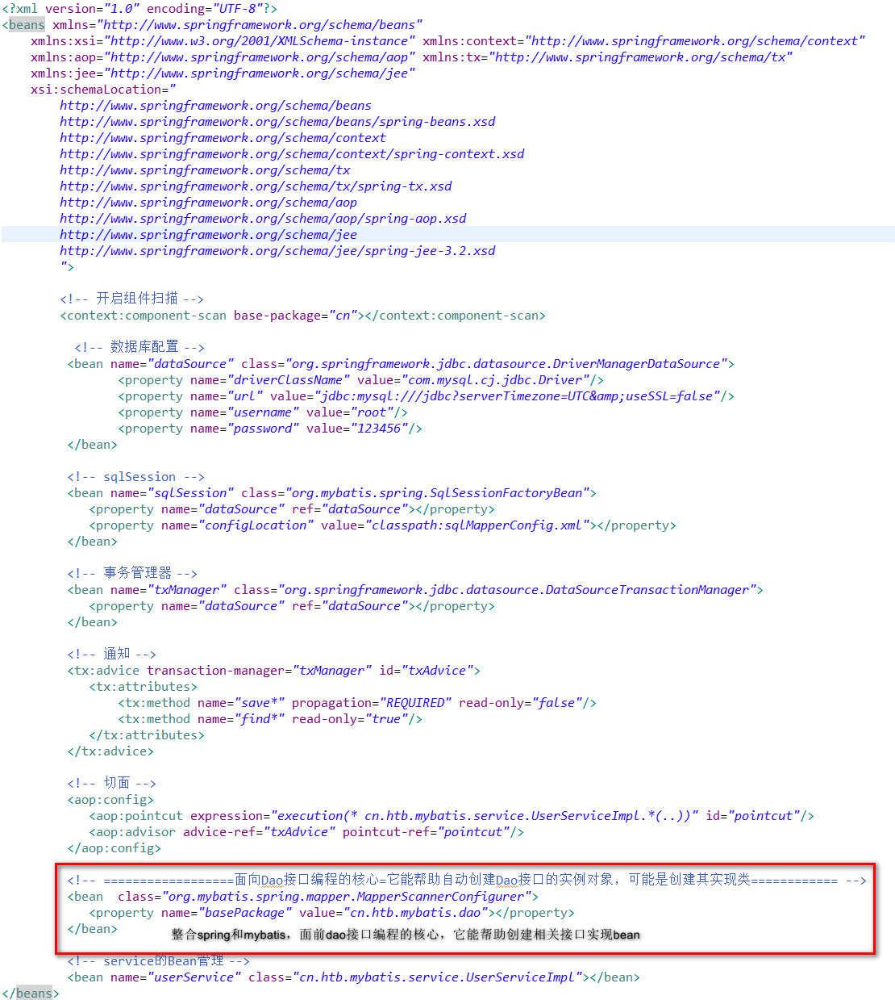 <?xml version="1.0" encoding="UTF-8"?>
<beans xmlns="http://www.springframework.org/schema/beans"
xmlns:xsi="http://www.w3.org/2001/XMLSchema-instance" xmlns:context="http://www.springframework.org/schema/context"
xmlns:aop="http://www.springframework.org/schema/aop" xmlns:tx="http://www.springframework.org/schema/tx"
xmlns:jee="http://www.springframework.org/schema/jee"
xsi:schemaLocation="
http://www.springframework.org/schema/beans
http://www.springframework.org/schema/beans/spring-beans.xsd
http://www.springframework.org/schema/context
http://www.springframework.org/schema/context/spring-context.xsd
http://www.springframework.org/schema/tx
http://www.springframework.org/schema/tx/spring-tx.xsd
http://www.springframework.org/schema/aop
http://www.springframework.org/schema/aop/spring-aop.xsd
http://www.springframework.org/schema/jee
http://www.springframework.org/schema/jee/spring-jee-3.2.xsd
">
<!-- 开启组件扫描 -->
<context:component-scan base-package="cn"></context:component-scan>
<!-- 数据库配置 -->
<bean name="dataSource" class="org.springframework.jdbc.datasource.DriverManagerDataSource">
<property name="driverClassName" value="com.mysql.cj.jdbc.Driver"/>
<property name="url" value="jdbc:mysql:///jdbc?serverTimezone=UTC&amp;useSSL=false"/>
<property name="username" value="root"/>
<property name="password" value="123456"/>
</bean>
<!-- sqlSession -->
<bean name="sqlSession" class="org.mybatis.spring.SqlSessionFactoryBean">
<property name="dataSource" ref="dataSource"></property>
<property name="configLocation" value="classpath:sqlMapperConfig.xml"></property>
</bean>
<!-- 事务管理器 -->
<bean name="txManager" class="org.springframework.jdbc.datasource.DataSourceTransactionManager">
<property name="dataSource" ref="dataSource"></property>
</bean>
<!-- 通知 -->
<tx:advice transaction-manager="txManager" id="txAdvice">
<tx:attributes>
<tx:method name="save*" propagation="REQUIRED" read-only="false"/>
<tx:method name="find*" read-only="true"/>
</tx:attributes>
</tx:advice>
<!-- 切面 -->
<aop:config>
<aop:pointcut expression="execution(* cn.htb.mybatis.service.UserServiceImpl.*(..))" id="pointcut"/>
<aop:advisor advice-ref="txAdvice" pointcut-ref="pointcut"/>
</aop:config>
<!-- ==================面向Dao接口编程的核心=它能帮助自动创建Dao接口的实例对象，可能是创建其实现类============ -->
<bean  class="org.mybatis.spring.mapper.MapperScannerConfigurer">
<property name="basePackage" value="cn.htb.mybatis.dao"></property>
</bean>
整合spring和mybatis，面前dao接口编程的核心，它能帮助创建相关接口实现bean
<!-- service的Bean管理 -->
<bean name="userService" class="cn.htb.mybatis.service.UserServiceImpl"></bean>
</beans>